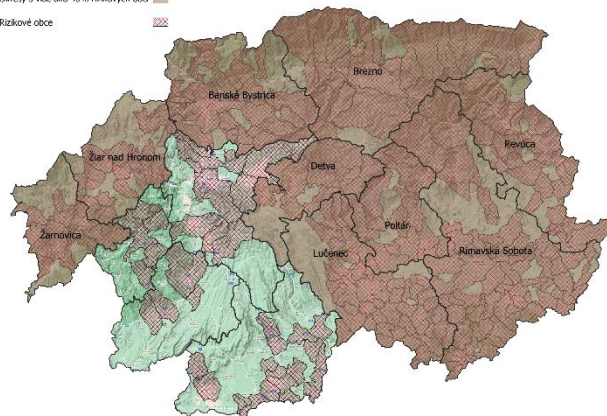 Rizikové obce
Brezno
Banská Bystrica
Revúca
Žiar nad Hronom
Detva
Poltár
Žarnovica
Lučenec
Rimavská Sobota